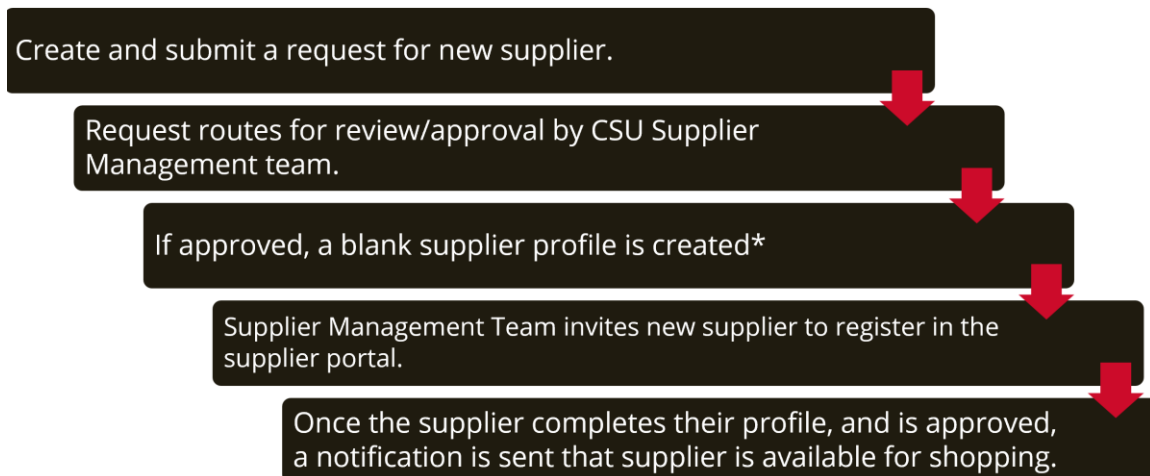 Create and submit a request for new supplier.
Request routes for review/approval by CSU Supplier
Management team.
If approved, a blank supplier profile is created*
Supplier Management Team invites new supplier to register in the
supplier portal.
Once the supplier completes their profile, and is approved,
a notification is sent that supplier is available for shopping.